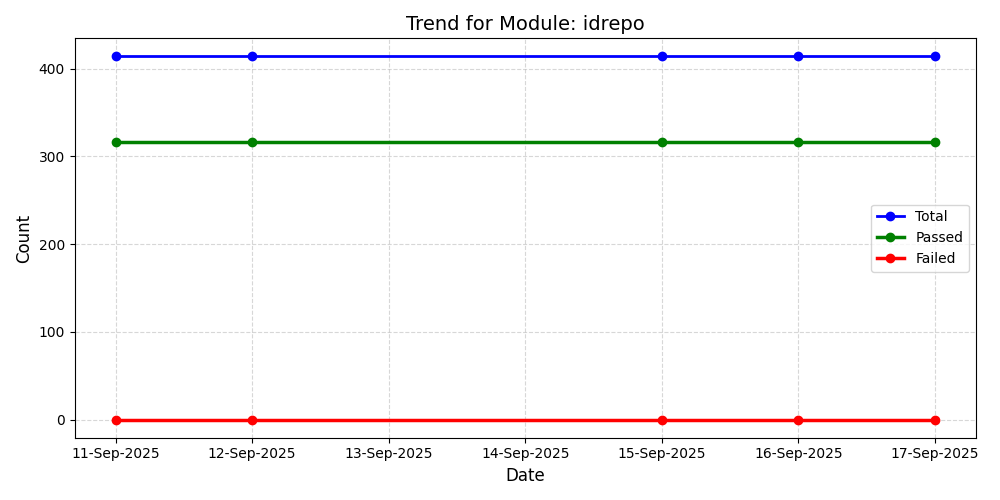 Trend for Module: idrepo
Count
400
300
200
100
0
Total
Passed
Failed
11-Sep-2025
12-Sep-2025
13-Sep-2025
14-Sep-2025
15-Sep-2025
16-Sep-2025
17-Sep-2025
Date